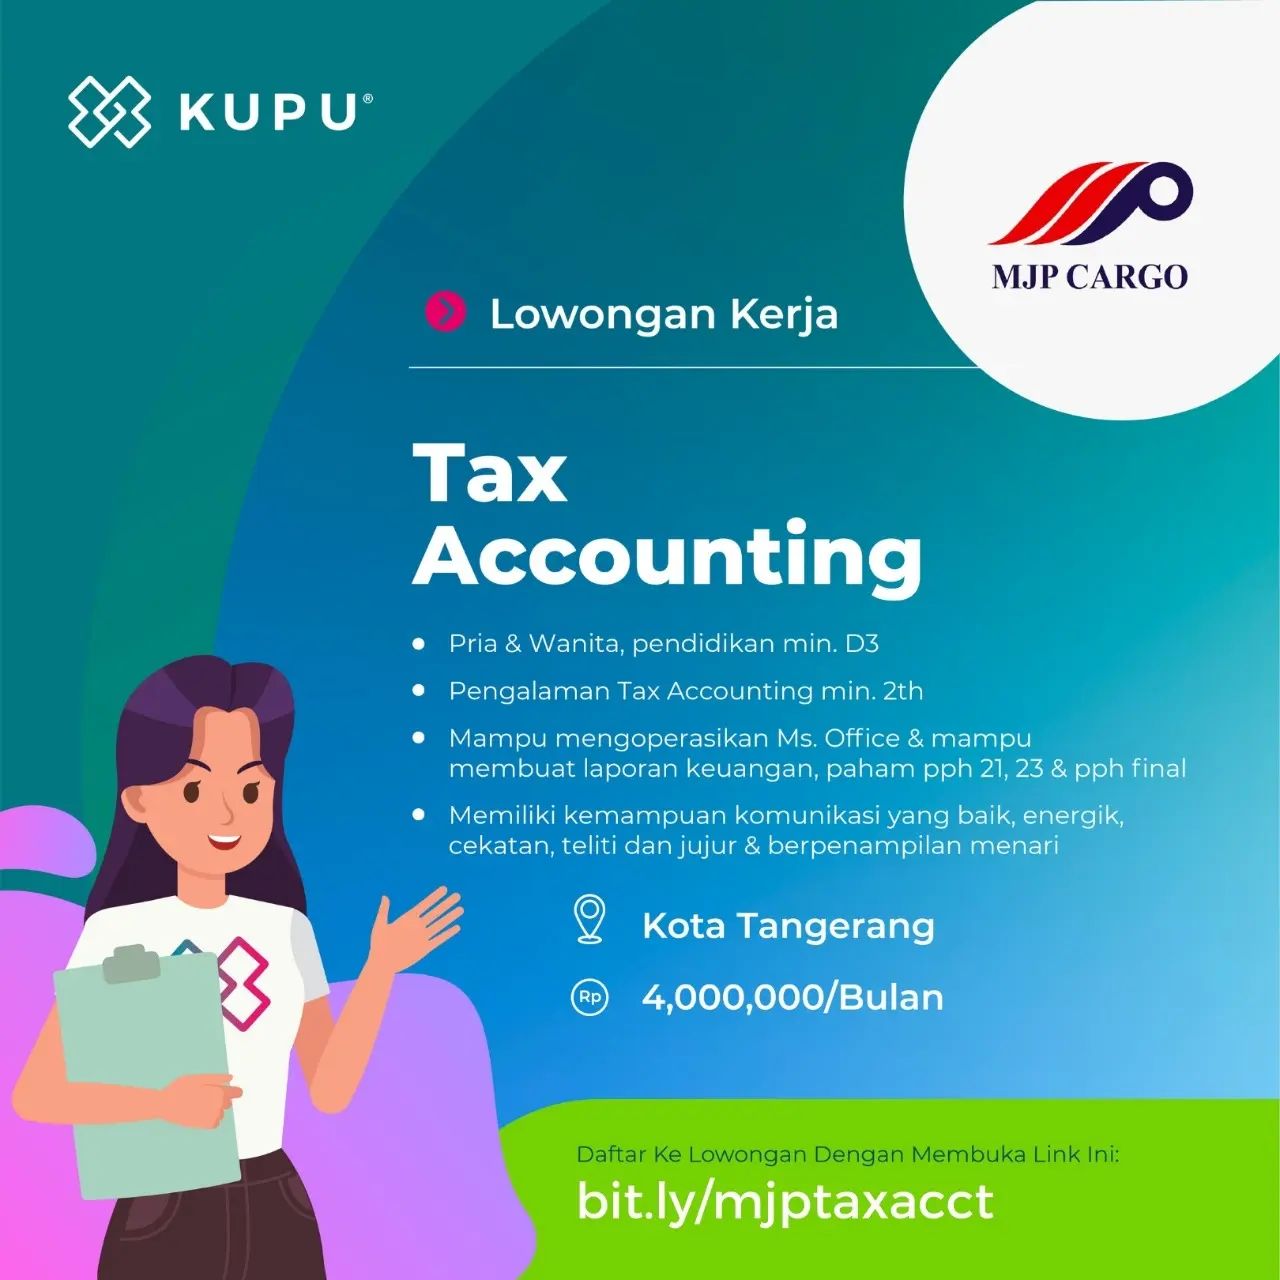 KUPU®
MJP CARGO
Lowongan Kerja
Tax
Accounting
• Pria & Wanita, pendidikan min. D3
• Pengalaman Tax Accounting min. 2th
• Mampu mengoperasikan Ms. Office & mampu
membuat laporan keuangan, paham pph 21, 23 & pph final
• Memiliki kemampuan komunikasi yang baik, energik,
cekatan, teliti dan jujur & berpenampilan menari
Kota Tangerang
Rp 4,000,000/Bulan
Daftar Ke Lowongan Dengan Membuka Link Ini:
bit.ly/mjptaxacct